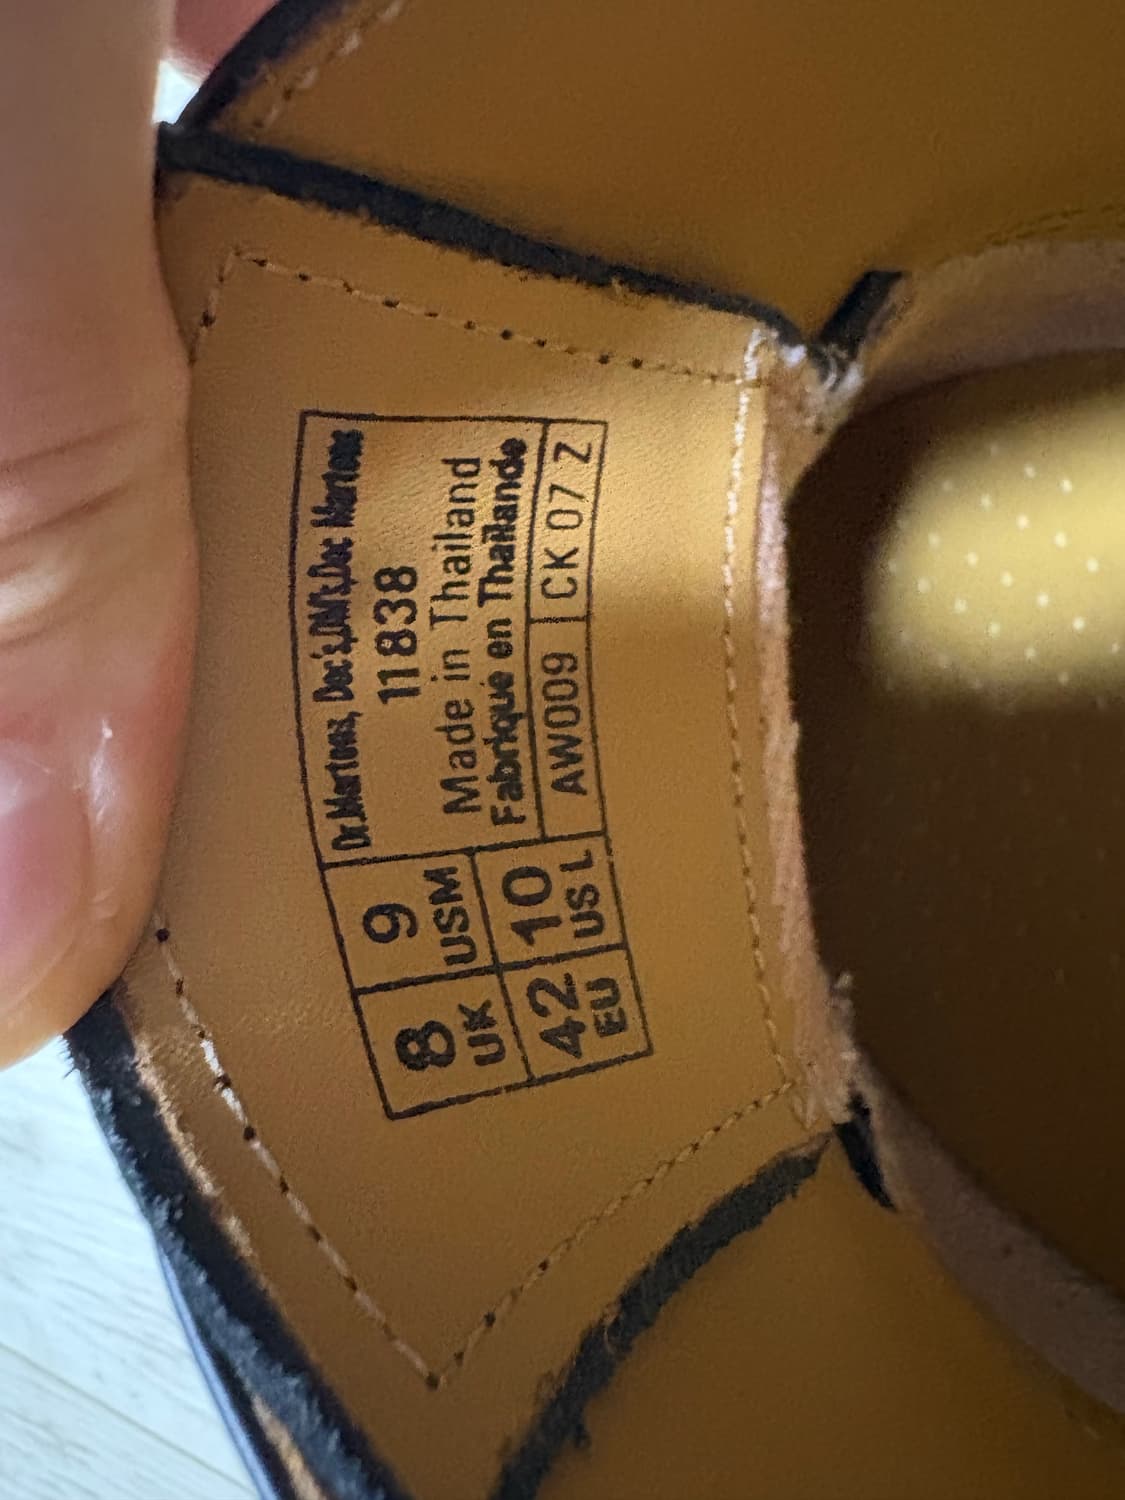 Dr.Martens, Doc's,DM's,Doc Martens
11838
Made in Thailand
Fabriqué en Thaïlande
AW009 CK 07 Z
8 9
UK USM
42 10
EU US L